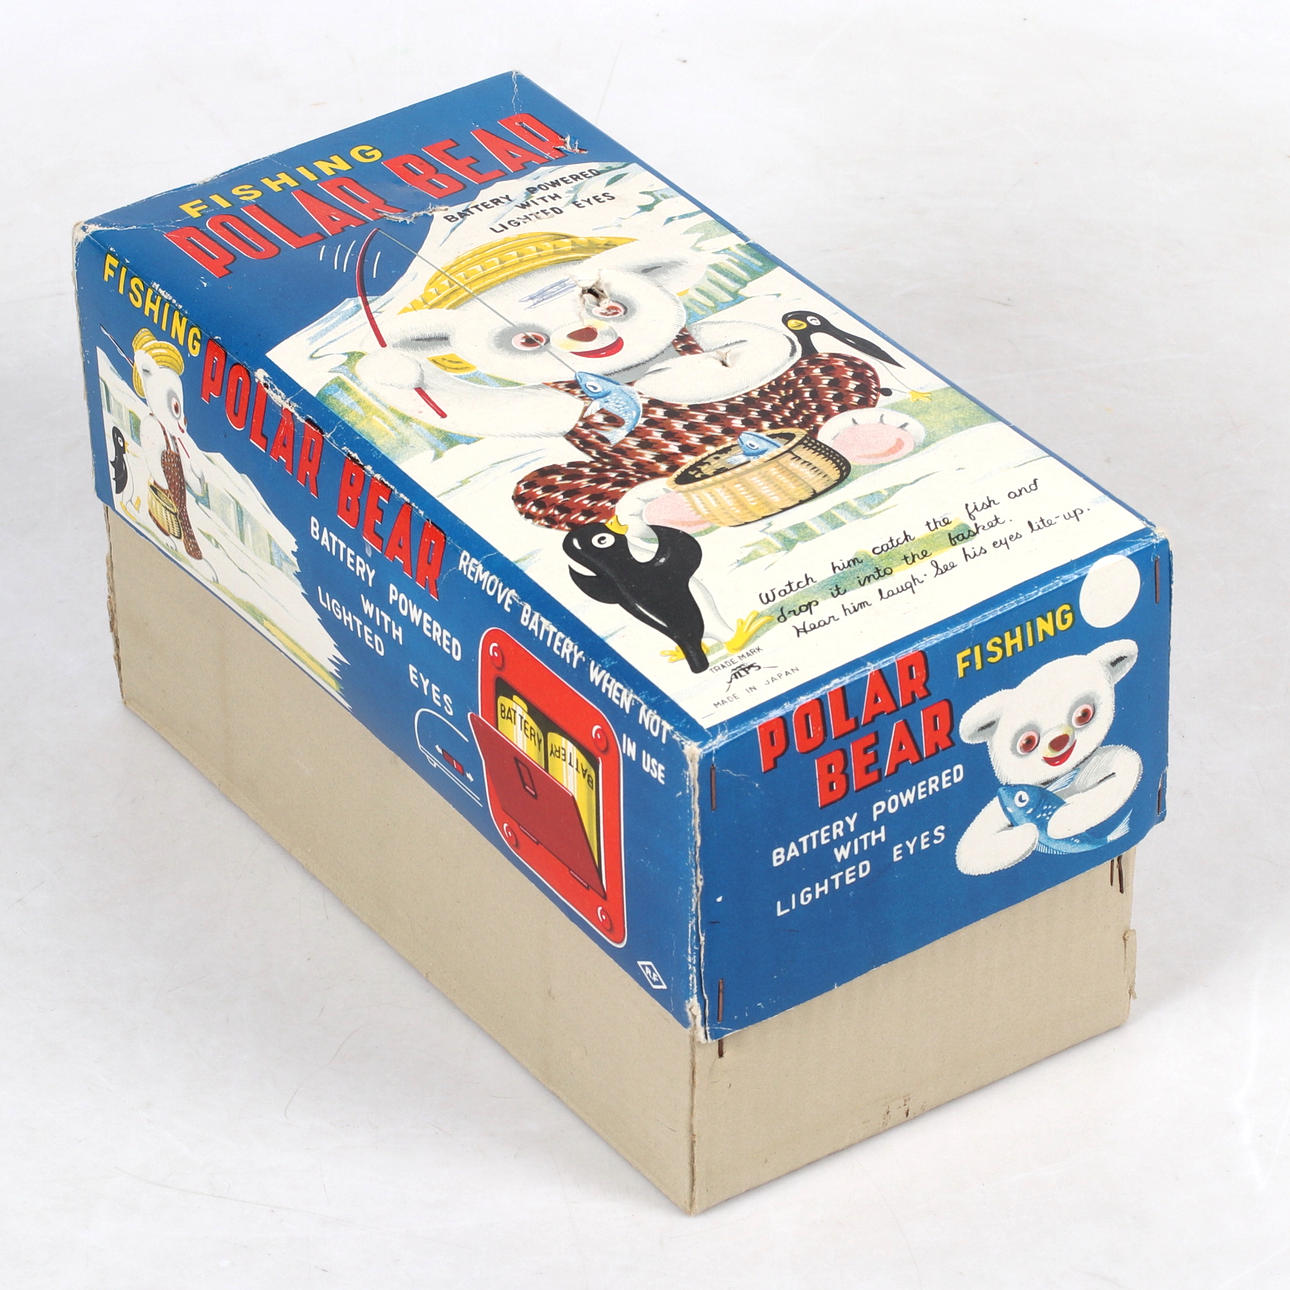 FISHING
POLAR BEAR
BATTERY POWERED
WITH
LIGHTED EYES
Watch him catch the fish and
drop it into the basket.
Hear him laugh. See his eyes lite-up.
TRADE MARK
ALPS
MADE IN JAPAN
FISHING
POLAR BEAR
BATTERY POWERED
WITH
LIGHTED EYES
REMOVE BATTERY WHEN NOT
IN USE
BATTERY
BATTERY
FISHING
POLAR
BEAR
BATTERY POWERED
WITH
LIGHTED EYES